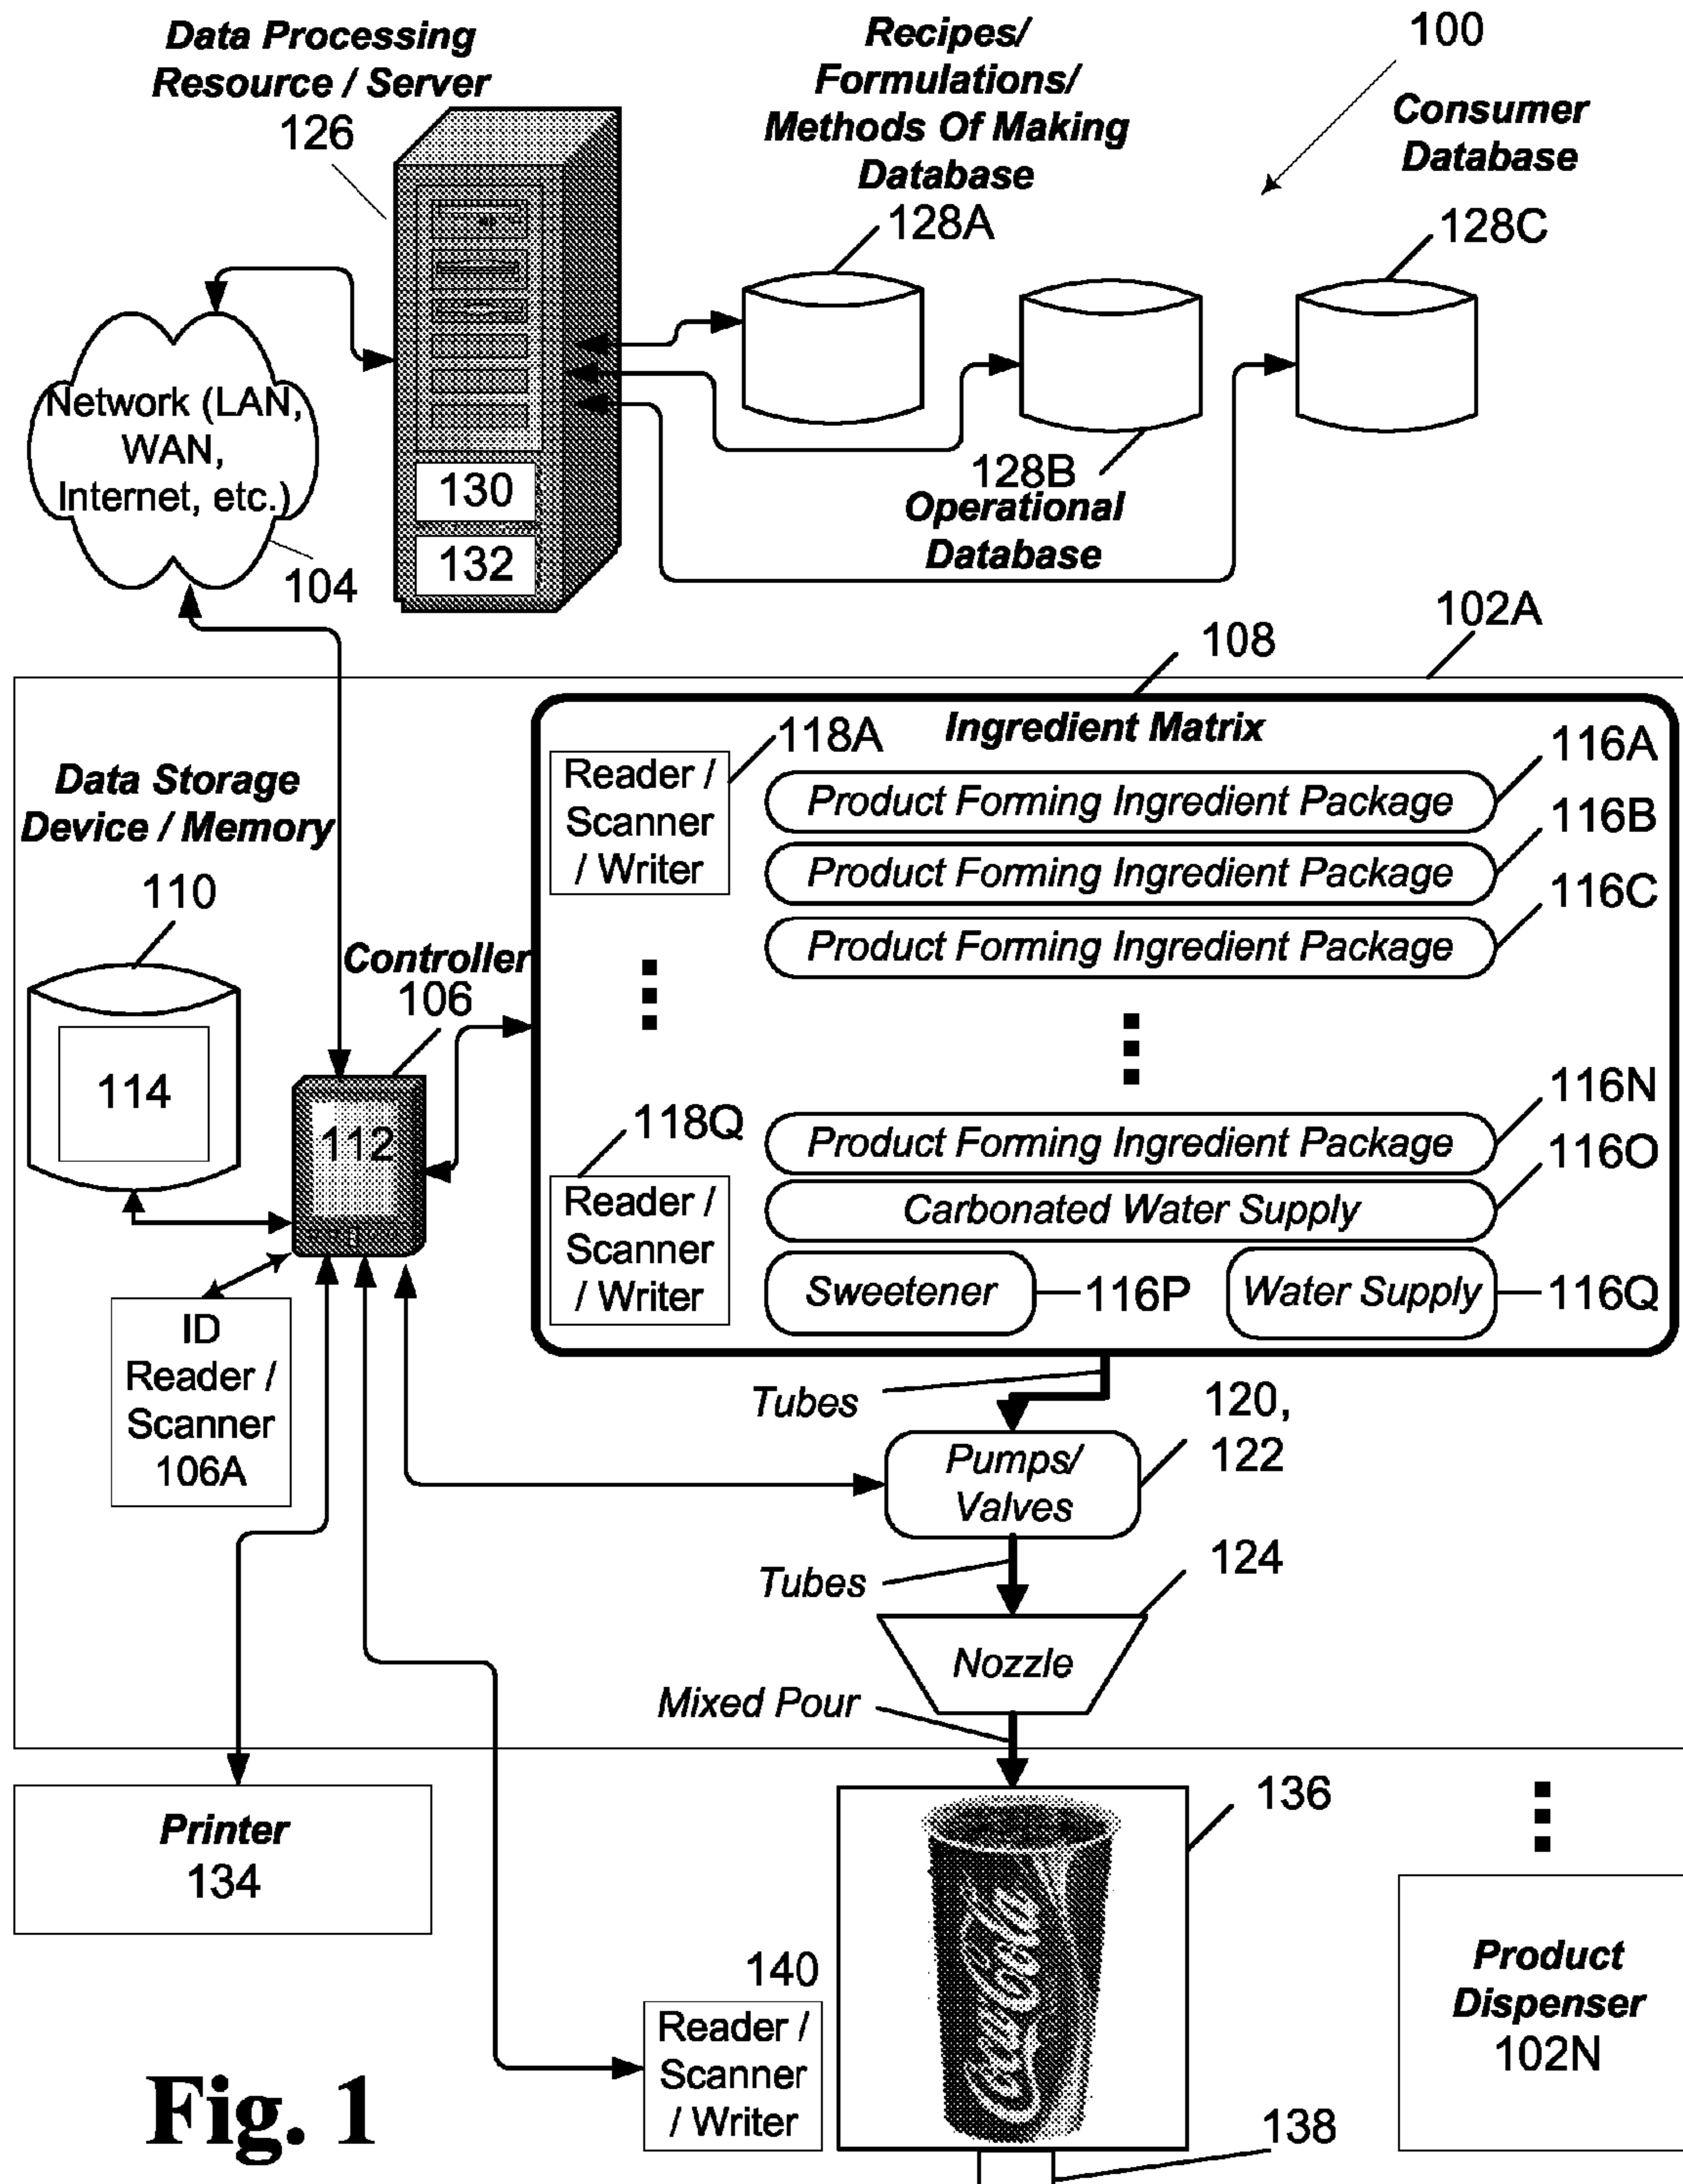 Data Processing
Resource / Server
126
Recipes/
Formulations/
Methods Of Making
Database
128A
100
Consumer
Database
128C
Network (LAN,
WAN,
Internet, etc.)
104
130
132
128B
Operational
Database
102A
108
Ingredient Matrix
118A
Reader /
Scanner
/ Writer
Product Forming Ingredient Package
116A
Product Forming Ingredient Package
116B
Product Forming Ingredient Package
116C
Data Storage
Device / Memory
110
114
Controller
106
112
118Q
Reader /
Scanner
/ Writer
Product Forming Ingredient Package
116N
Carbonated Water Supply
116O
Sweetener
116P
Water Supply
116Q
ID
Reader /
Scanner
106A
Tubes
Pumps/
Valves
120,
122
Tubes
124
Nozzle
Mixed Pour
Printer
134
136
Coca-Cola
140
Reader /
Scanner
/ Writer
Product
Dispenser
102N
138
Fig. 1